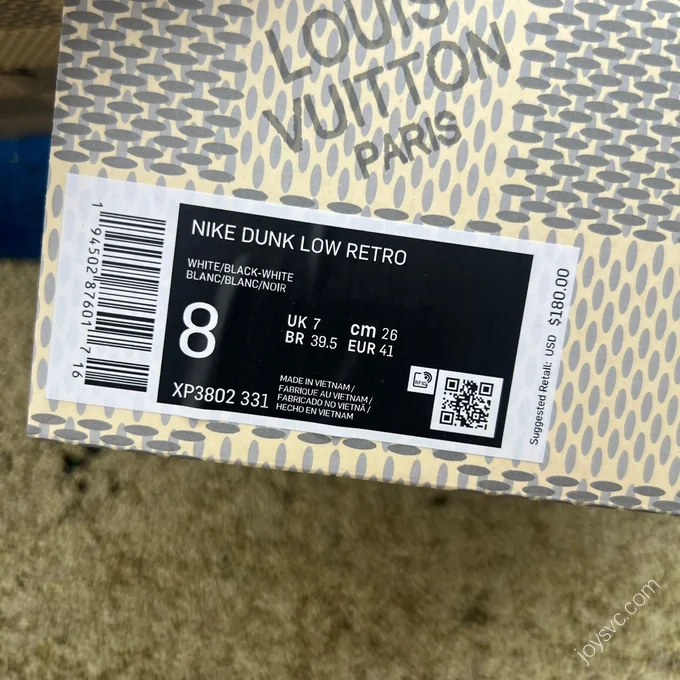 LOUIS
VUITTON
PARIS
NIKE DUNK LOW RETRO
WHITE/BLACK-WHITE
BLANC/BLANC/NOIR
8
UK 7 cm 26
BR 39.5 EUR 41
XP3802 331
MADE IN VIETNAM/
FABRIQUE AU VIETNAM/
FABRICADO NO VIETNÃ/
HECHO EN VIETNAM
RFID
1 94502 87601 7 16
Suggested Retail: USD $180.00
joysvc.com